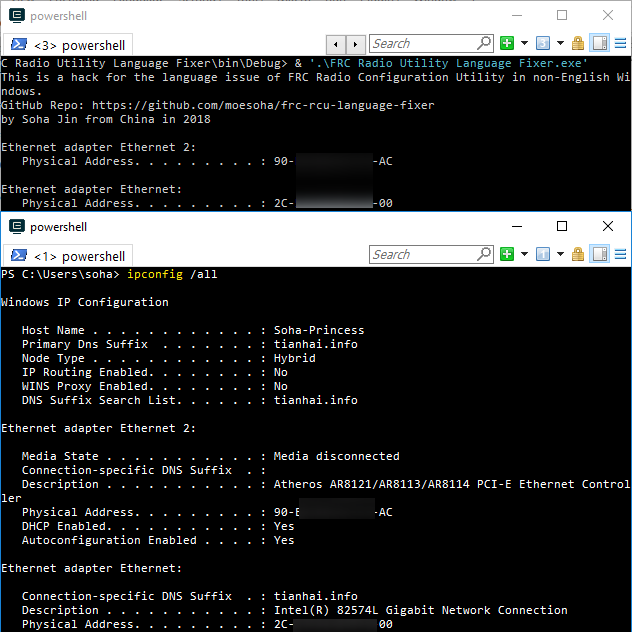 powershell
<3> powershell
Search
C Radio Utility Language Fixer\bin\Debug> & '.\FRC Radio Utility Language Fixer.exe'
This is a hack for the language issue of FRC Radio Configuration Utility in non-English Wi
ndows.
GitHub Repo: https://github.com/moesoha/frc-rcu-language-fixer
by Soha Jin from China in 2018
Ethernet adapter Ethernet 2:
Physical Address. . . . . . . . . : 90- -AC
Ethernet adapter Ethernet:
Physical Address. . . . . . . . . : 2C- -00
powershell
<1> powershell
Search
PS C:\Users\soha> ipconfig /all
Windows IP Configuration
Host Name . . . . . . . . . . . . : Soha-Princess
Primary Dns Suffix  . . . . . . . : tianhai.info
Node Type . . . . . . . . . . . . : Hybrid
IP Routing Enabled. . . . . . . . : No
WINS Proxy Enabled. . . . . . . . : No
DNS Suffix Search List. . . . . . : tianhai.info
Ethernet adapter Ethernet 2:
Media State . . . . . . . . . . . : Media disconnected
Connection-specific DNS Suffix  . :
Description . . . . . . . . . . . : Atheros AR8121/AR8113/AR8114 PCI-E Ethernet Control
ler
Physical Address. . . . . . . . . : 90- -AC
DHCP Enabled. . . . . . . . . . . : Yes
Autoconfiguration Enabled . . . . : Yes
Ethernet adapter Ethernet:
Connection-specific DNS Suffix  . : tianhai.info
Description . . . . . . . . . . . : Intel(R) 82574L Gigabit Network Connection
Physical Address. . . . . . . . . : 2C- 00